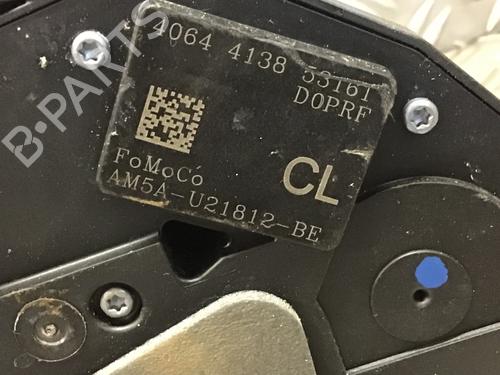 4064 4138 53161
D0PRF
FoMoCo
CL
AM5A-U21812-BE
B-PARTS